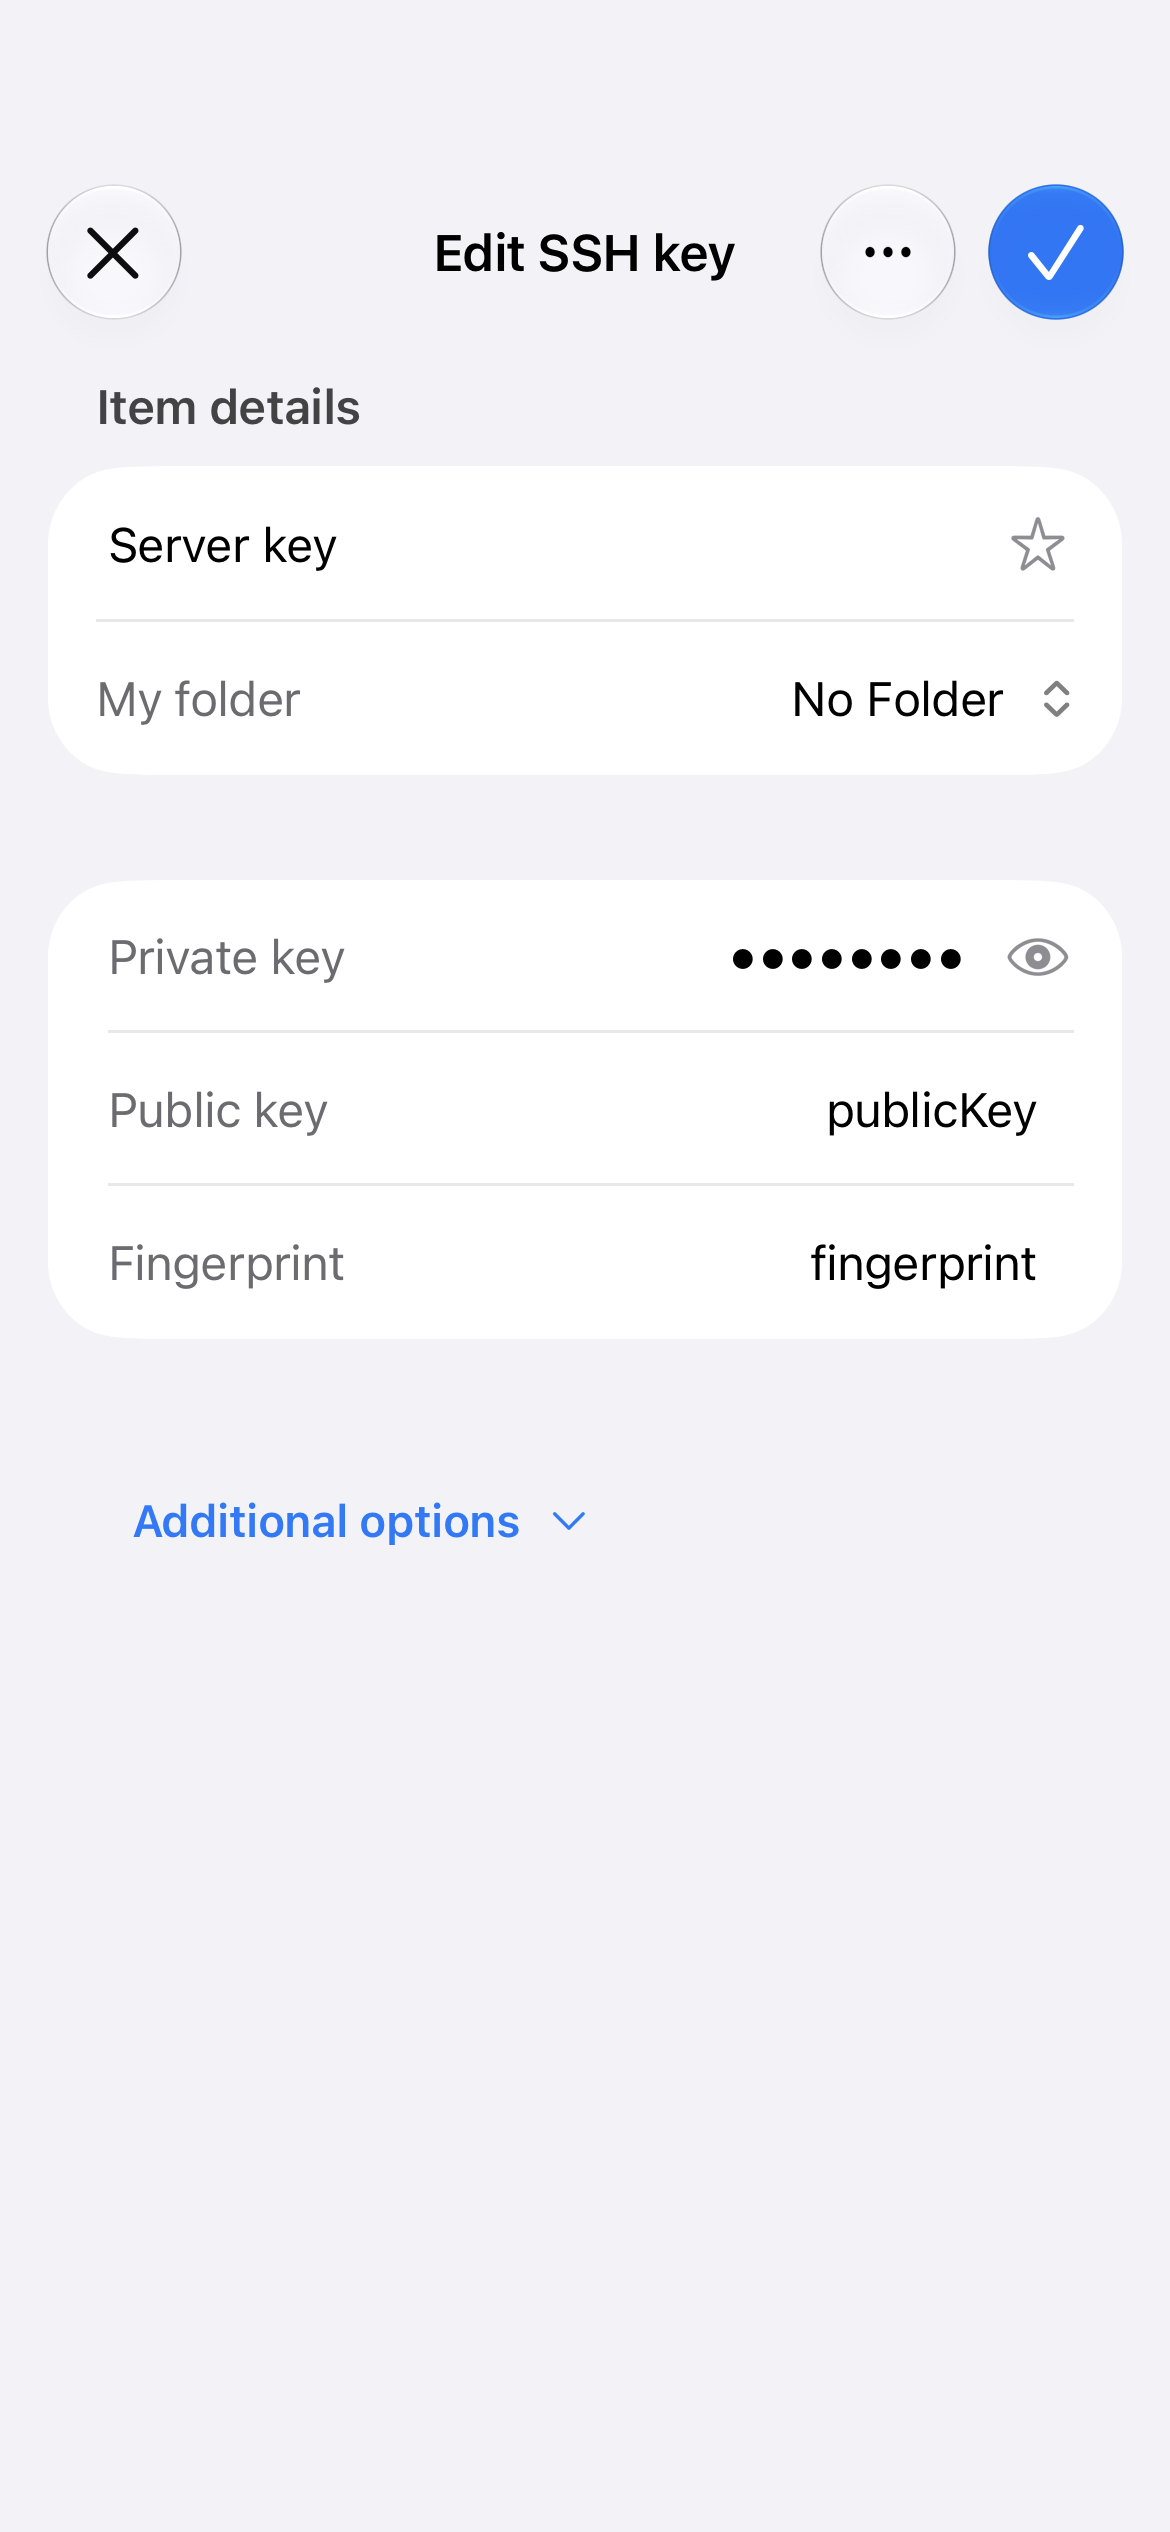 Edit SSH key
Item details
Server key
My folder No Folder
Private key ••••••••
Public key publicKey
Fingerprint fingerprint
Additional options